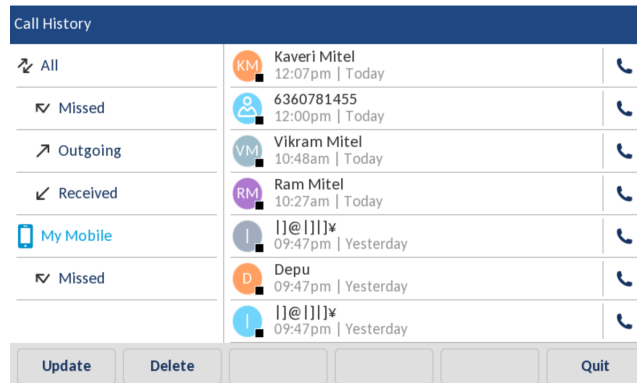 Call History
All
Missed
Outgoing
Received
My Mobile
Missed
KM
Kaveri Mitel
12:07pm | Today
6360781455
12:00pm | Today
VM
Vikram Mitel
10:48am | Today
RM
Ram Mitel
10:27am | Today
|
|]@|]|]¥
09:47pm | Yesterday
D
Depu
09:47pm | Yesterday
|
|]@|]|]¥
09:47pm | Yesterday
Update Delete Quit